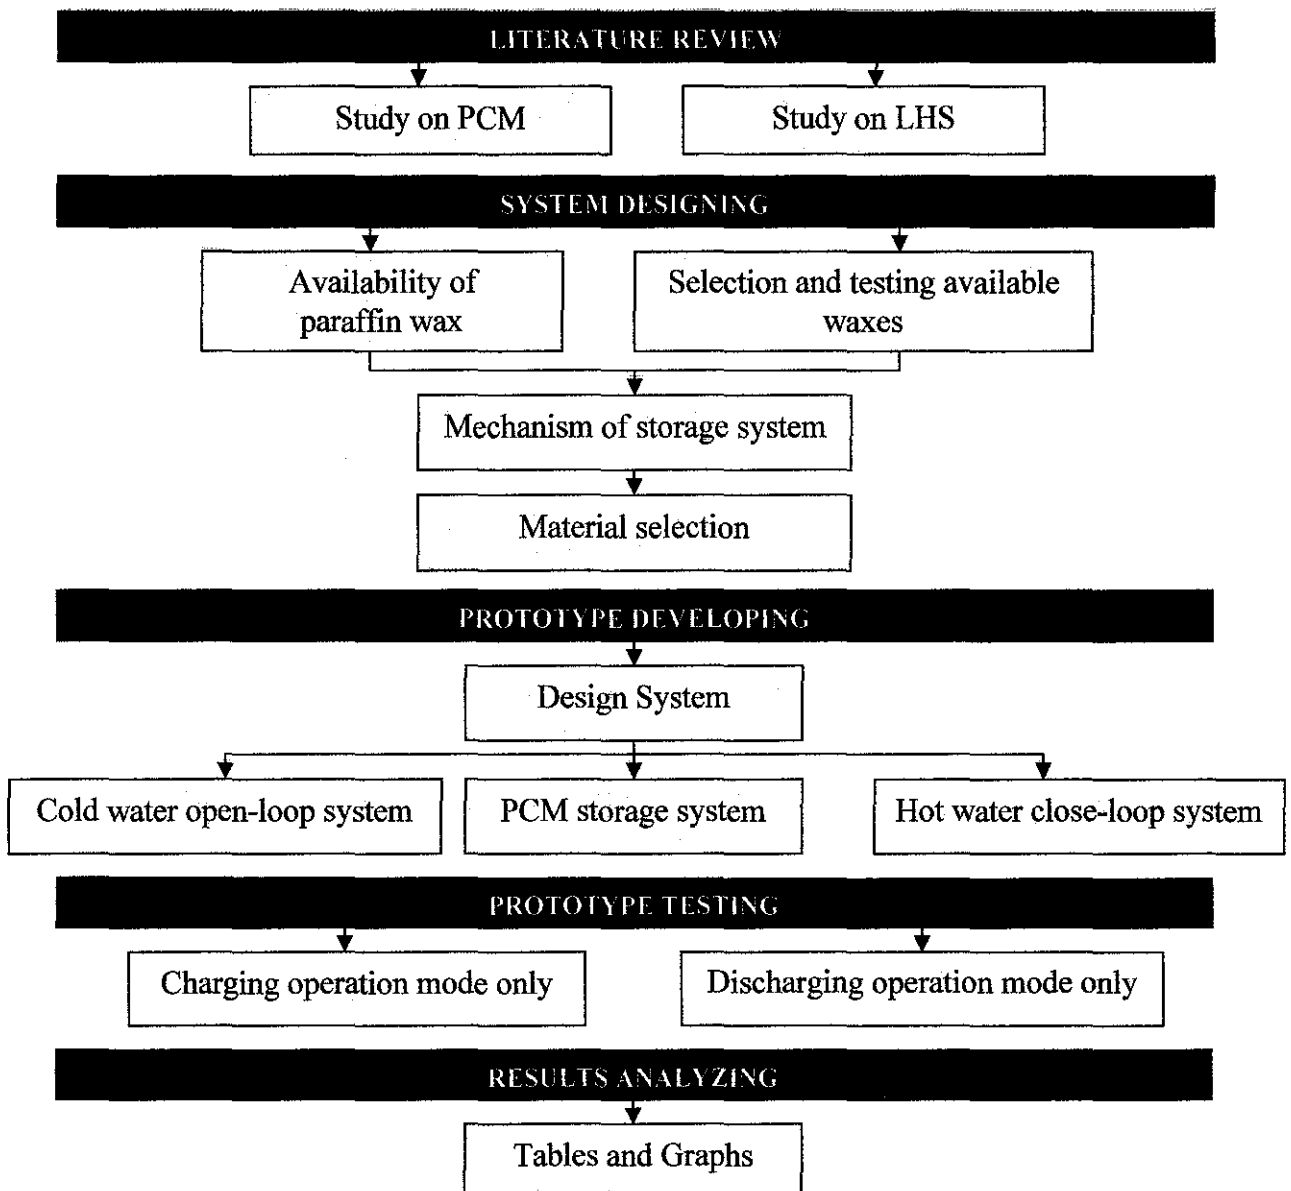 LITERATURE REVIEW
Study on PCM
Study on LHS
SYSTEM DESIGNING
Availability of
paraffin wax
Selection and testing available
waxes
Mechanism of storage system
Material selection
PROTOTYPE DEVELOPING
Design System
Cold water open-loop system
PCM storage system
Hot water close-loop system
PROTOTYPE TESTING
Charging operation mode only
Discharging operation mode only
RESULTS ANALYZING
Tables and Graphs